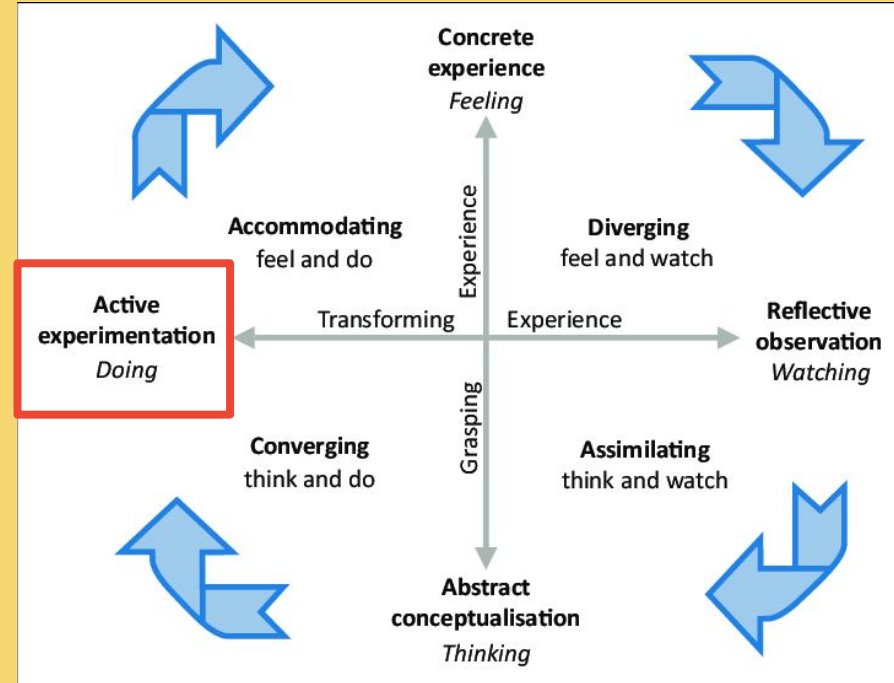 Concrete
experience
Feeling
Accommodating
feel and do
Experience
Diverging
feel and watch
Active
experimentation
Doing
Transforming
Experience
Reflective
observation
Watching
Grasping
Converging
think and do
Assimilating
think and watch
Abstract
conceptualisation
Thinking